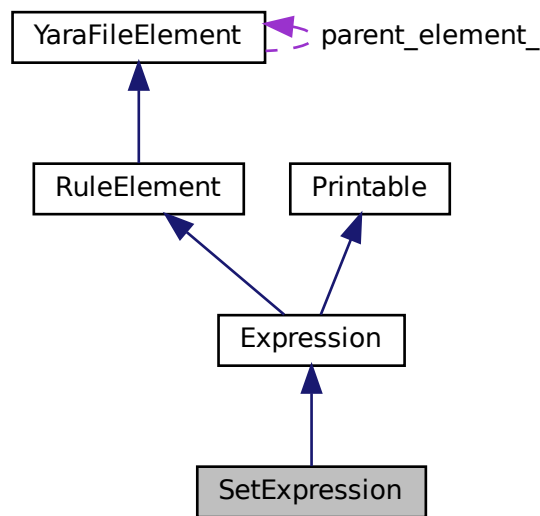 YaraFileElement
parent_element_
RuleElement
Printable
Expression
SetExpression